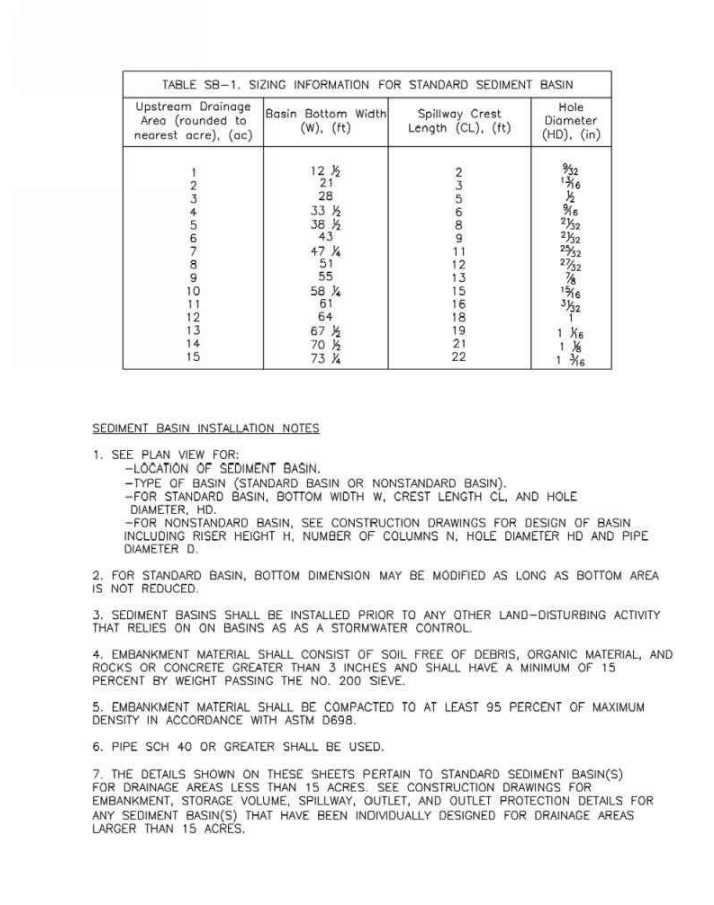 TABLE SB-1. SIZING INFORMATION FOR STANDARD SEDIMENT BASIN
Upstream Drainage Area (rounded to nearest acre), (ac) Basin Bottom Width (W), (ft) Spillway Crest Length (CL), (ft) Hole Diameter (HD), (in)
1 12 ½ 2 9/32
2 21 3 13/16
3 28 5 ½
4 33 ½ 6 9/16
5 38 ½ 8 21/32
6 43 9 21/32
7 47 ¼ 11 25/32
8 51 12 27/32
9 55 13 7/8
10 58 ¼ 15 15/16
11 61 16 31/32
12 64 18 1
13 67 ½ 19 1 1/16
14 70 ½ 21 1 1/8
15 73 ¼ 22 1 3/16
SEDIMENT BASIN INSTALLATION NOTES
1. SEE PLAN VIEW FOR:
-LOCATION OF SEDIMENT BASIN.
-TYPE OF BASIN (STANDARD BASIN OR NONSTANDARD BASIN).
-FOR STANDARD BASIN, BOTTOM WIDTH W, CREST LENGTH CL, AND HOLE
DIAMETER, HD.
-FOR NONSTANDARD BASIN, SEE CONSTRUCTION DRAWINGS FOR DESIGN OF BASIN
INCLUDING RISER HEIGHT H, NUMBER OF COLUMNS N, HOLE DIAMETER HD AND PIPE
DIAMETER D.
2. FOR STANDARD BASIN, BOTTOM DIMENSION MAY BE MODIFIED AS LONG AS BOTTOM AREA
IS NOT REDUCED.
3. SEDIMENT BASINS SHALL BE INSTALLED PRIOR TO ANY OTHER LAND-DISTURBING ACTIVITY
THAT RELIES ON ON BASINS AS AS A STORMWATER CONTROL.
4. EMBANKMENT MATERIAL SHALL CONSIST OF SOIL FREE OF DEBRIS, ORGANIC MATERIAL, AND
ROCKS OR CONCRETE GREATER THAN 3 INCHES AND SHALL HAVE A MINIMUM OF 15
PERCENT BY WEIGHT PASSING THE NO. 200 SIEVE.
5. EMBANKMENT MATERIAL SHALL BE COMPACTED TO AT LEAST 95 PERCENT OF MAXIMUM
DENSITY IN ACCORDANCE WITH ASTM D698.
6. PIPE SCH 40 OR GREATER SHALL BE USED.
7. THE DETAILS SHOWN ON THESE SHEETS PERTAIN TO STANDARD SEDIMENT BASIN(S)
FOR DRAINAGE AREAS LESS THAN 15 ACRES. SEE CONSTRUCTION DRAWINGS FOR
EMBANKMENT, STORAGE VOLUME, SPILLWAY, OUTLET, AND OUTLET PROTECTION DETAILS FOR
ANY SEDIMENT BASIN(S) THAT HAVE BEEN INDIVIDUALLY DESIGNED FOR DRAINAGE AREAS
LARGER THAN 15 ACRES.